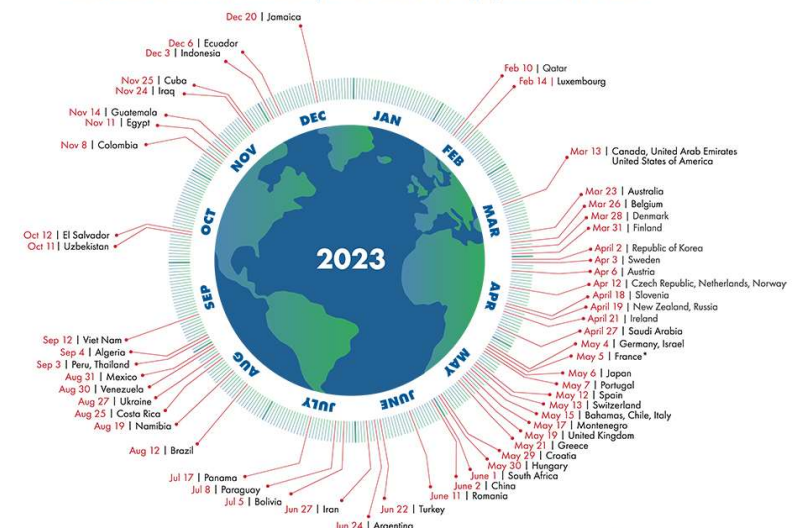 Dec 20 | Jamaica
Dec 6 | Ecuador
Dec 3 | Indonesia
Nov 25 | Cuba
Nov 24 | Iraq
Nov 14 | Guatemala
Nov 11 | Egypt
Nov 8 | Colombia
Oct 12 | El Salvador
Oct 11 | Uzbekistan
Sep 12 | Viet Nam
Sep 4 | Algeria
Sep 3 | Peru, Thailand
Aug 31 | Mexico
Aug 30 | Venezuela
Aug 27 | Ukraine
Aug 25 | Costa Rica
Aug 19 | Namibia
Aug 12 | Brazil
Jul 17 | Panama
Jul 8 | Paraguay
Jul 5 | Bolivia
Jun 27 | Iran
Jun 24 | Argentina
Jun 22 | Turkey
June 11 | Romania
June 2 | China
June 1 | South Africa
May 30 | Hungary
May 29 | Croatia
May 21 | Greece
May 19 | United Kingdom
May 17 | Montenegro
May 15 | Bahamas, Chile, Italy
May 13 | Switzerland
May 12 | Spain
May 7 | Portugal
May 6 | Japan
May 5 | France*
May 4 | Germany, Israel
April 27 | Saudi Arabia
April 21 | Ireland
April 19 | New Zealand, Russia
April 18 | Slovenia
Apr 12 | Czech Republic, Netherlands, Norway
Apr 6 | Austria
Apr 3 | Sweden
April 2 | Republic of Korea
Mar 31 | Finland
Mar 28 | Denmark
Mar 26 | Belgium
Mar 23 | Australia
Mar 13 | Canada, United Arab Emirates
United States of America
Feb 14 | Luxembourg
Feb 10 | Qatar
JAN
FEB
MAR
APR
MAY
JUNE
JULY
AUG
SEP
OCT
NOV
DEC
2023